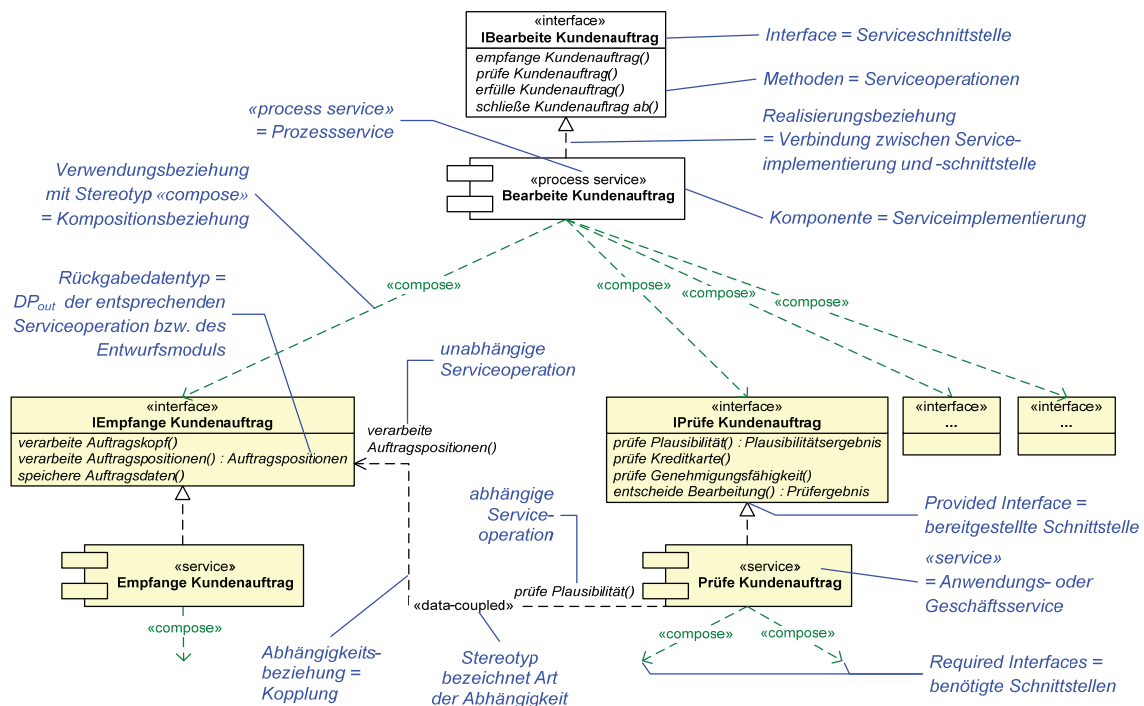 «interface»
IBearbeite Kundenauftrag
empfange Kundenauftrag()
prüfe Kundenauftrag()
erfülle Kundenauftrag()
schließe Kundenauftrag ab()
Interface = Serviceschnittstelle
Methoden = Serviceoperationen
«process service»
= Prozessservice
Realisierungsbeziehung
= Verbindung zwischen Service-
implementierung und -schnittstelle
Verwendungsbeziehung
mit Stereotyp «compose»
= Kompositionsbeziehung
«process service»
Bearbeite Kundenauftrag
Komponente = Serviceimplementierung
Rückgabedatentyp =
DPout der entsprechenden
Serviceoperation bzw. des
Entwurfsmoduls
«compose»
«compose»
«compose»
«compose»
unabhängige
Serviceoperation
«interface»
IEmpfange Kundenauftrag
verarbeite Auftragskopf()
verarbeite Auftragspositionen() : Auftragspositionen
speichere Auftragsdaten()
verarbeite
Auftragspositionen()
«interface»
IPrüfe Kundenauftrag
prüfe Plausibilität() : Plausibilitätsergebnis
prüfe Kreditkarte()
prüfe Genehmigungsfähigkeit()
entscheide Bearbeitung() : Prüfergebnis
«interface»
...
«interface»
...
abhängige
Service-
operation
Provided Interface =
bereitgestellte Schnittstelle
«service»
Empfange Kundenauftrag
«service»
Prüfe Kundenauftrag
«service»
= Anwendungs- oder
Geschäftsservice
prüfe Plausibilität()
«data-coupled»
«compose»
«compose»
«compose»
Abhängigkeits-
beziehung =
Kopplung
Stereotyp
bezeichnet Art
der Abhängigkeit
Required Interfaces =
benötigte Schnittstellen